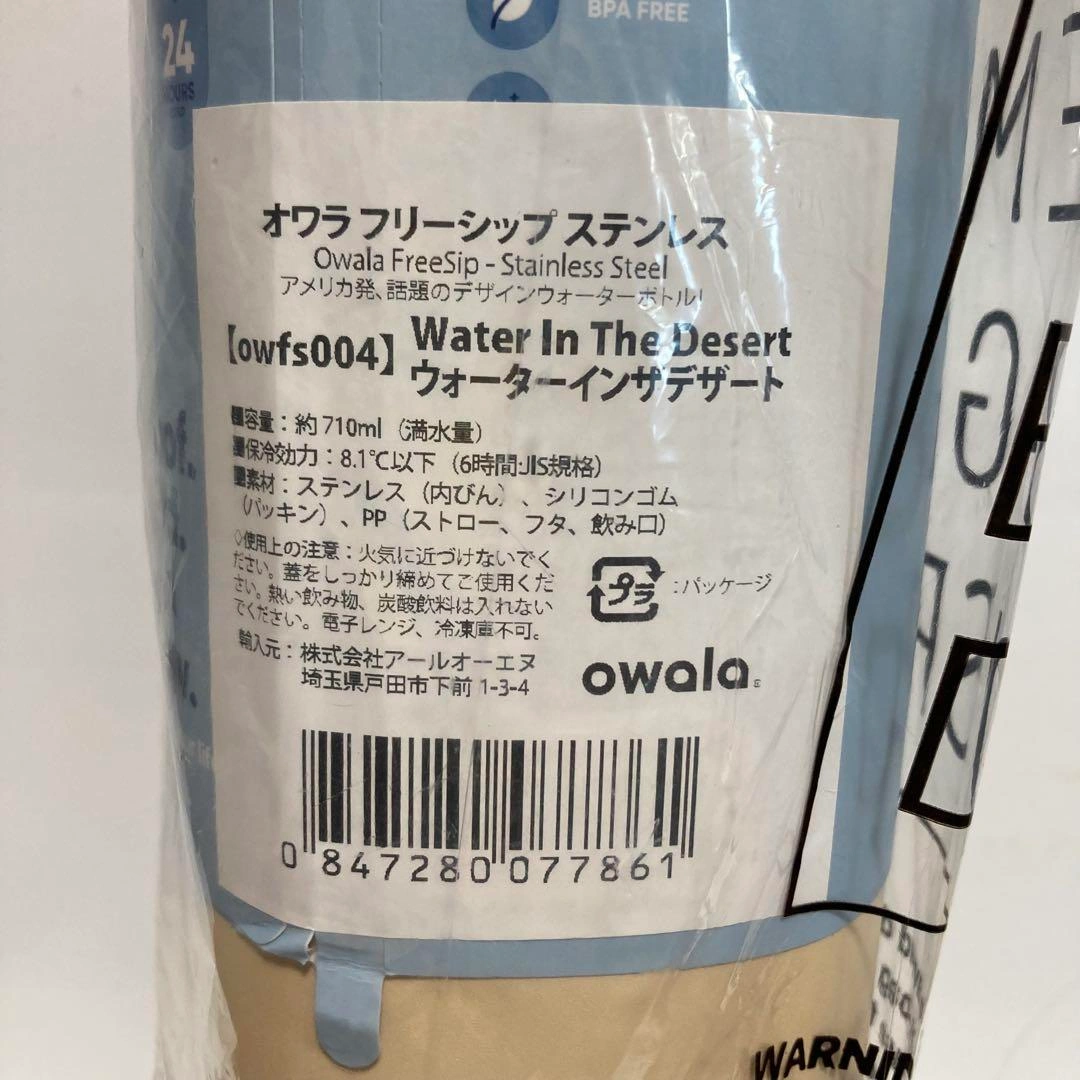 BPA FREE
24
HOURS
オワラ フリーシップ ステンレス
Owala FreeSip - Stainless Steel
アメリカ発、話題のデザインウォーターボトル!
【owfs004】 Water In The Desert
ウォーターインザデザート
■容量：約710ml（満水量）
■保冷効力：8.1℃以下（6時間:JIS規格）
■素材：ステンレス（内びん）、シリコンゴム
（パッキン）、PP（ストロー、フタ、飲み口）
◇使用上の注意：火気に近づけないでく
ださい。蓋をしっかり締めてご使用くだ
さい。熱い飲み物、炭酸飲料は入れない
でください。電子レンジ、冷凍庫不可。
プラ
:パッケージ
輸入元：株式会社アールオーエヌ
埼玉県戸田市下前 1-3-4
owala
0 847280 077861
WARNIN